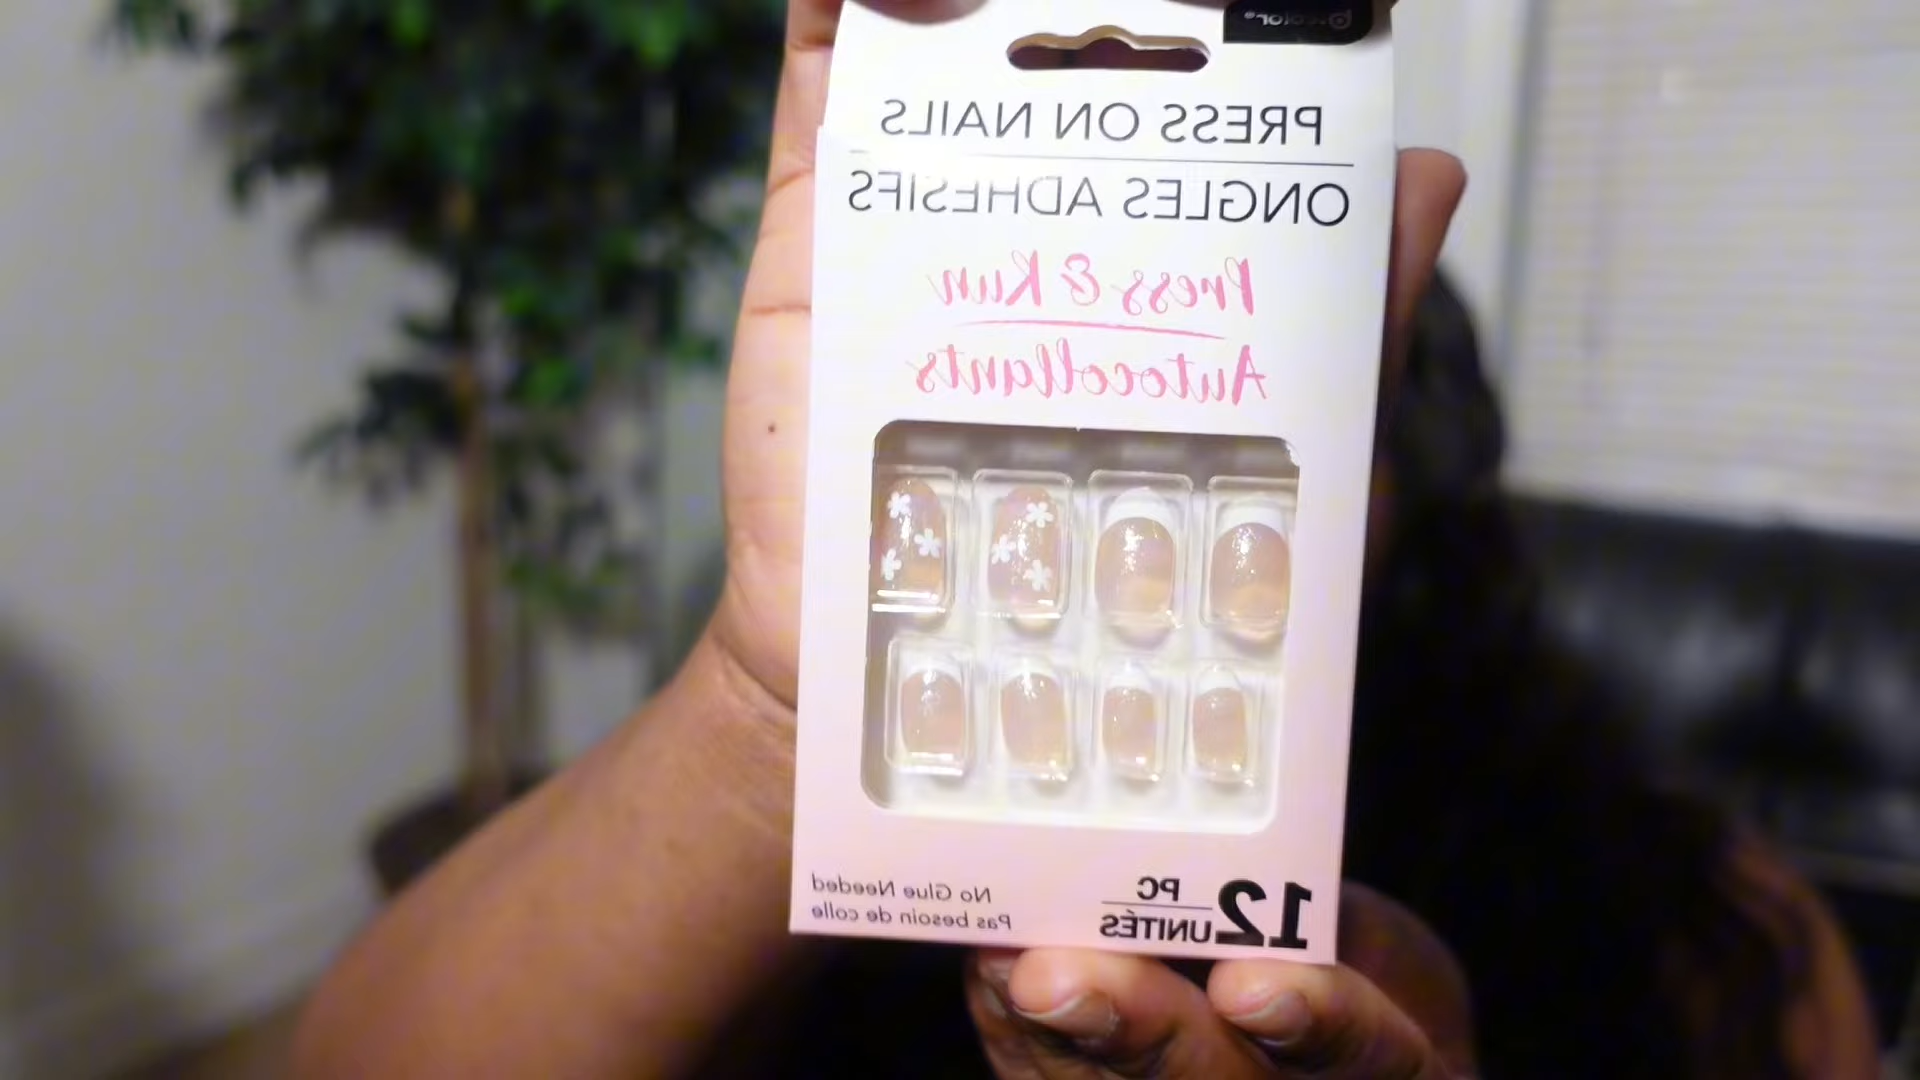 PRESS ON NAILS
ONGLES ADHESIFS
Press & Run
Autocollants
12 PC
UNITÉS
No Glue Needed
Pas besoin de colle